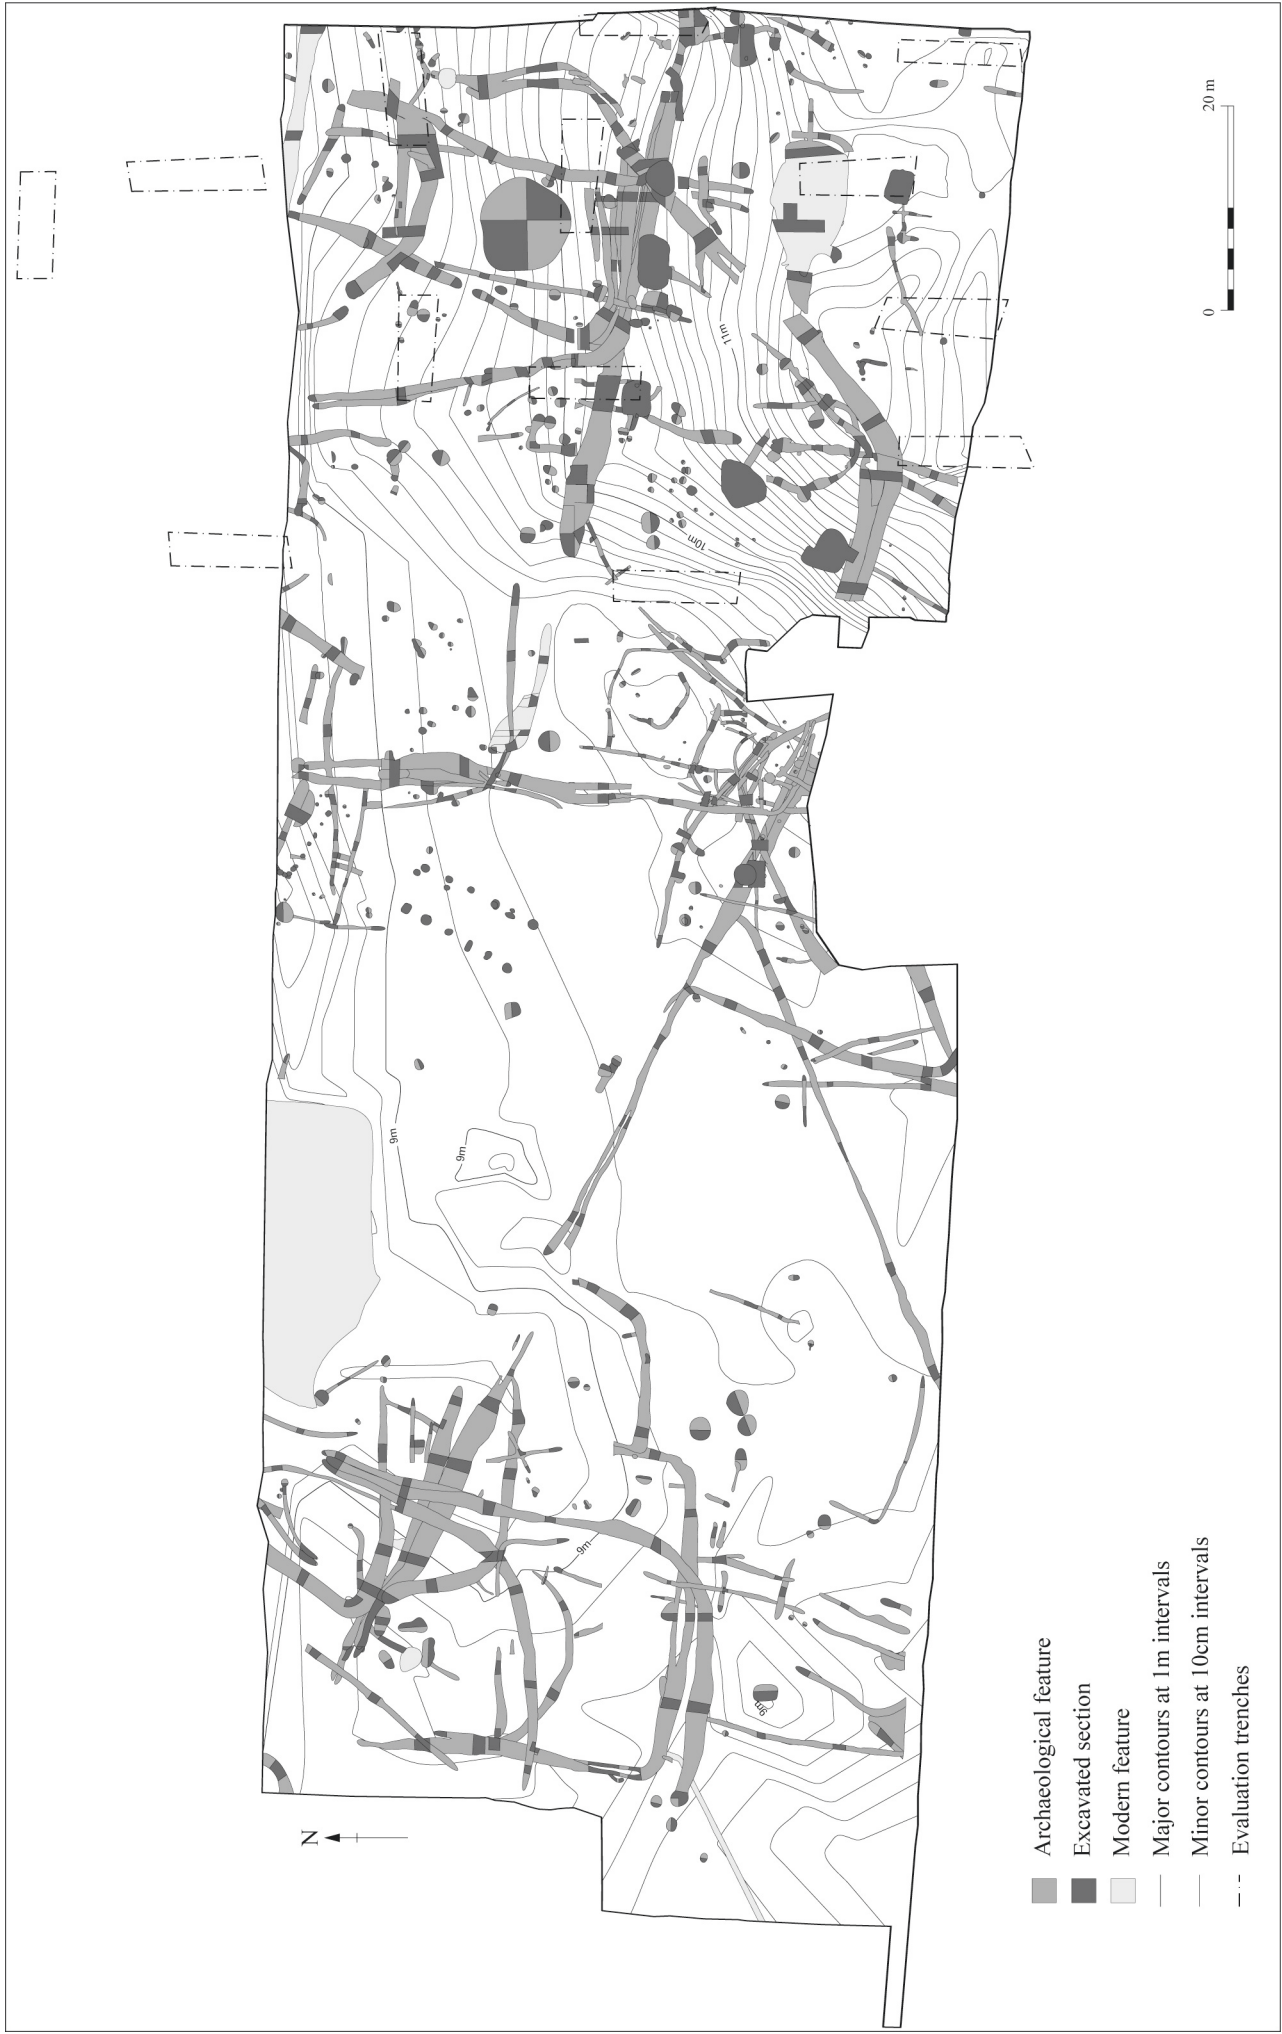 11m
10m
9m
9m
9m
9m
N
Archaeological feature
Excavated section
Modern feature
Major contours at 1m intervals
Minor contours at 10cm intervals
Evaluation trenches
0 20 m